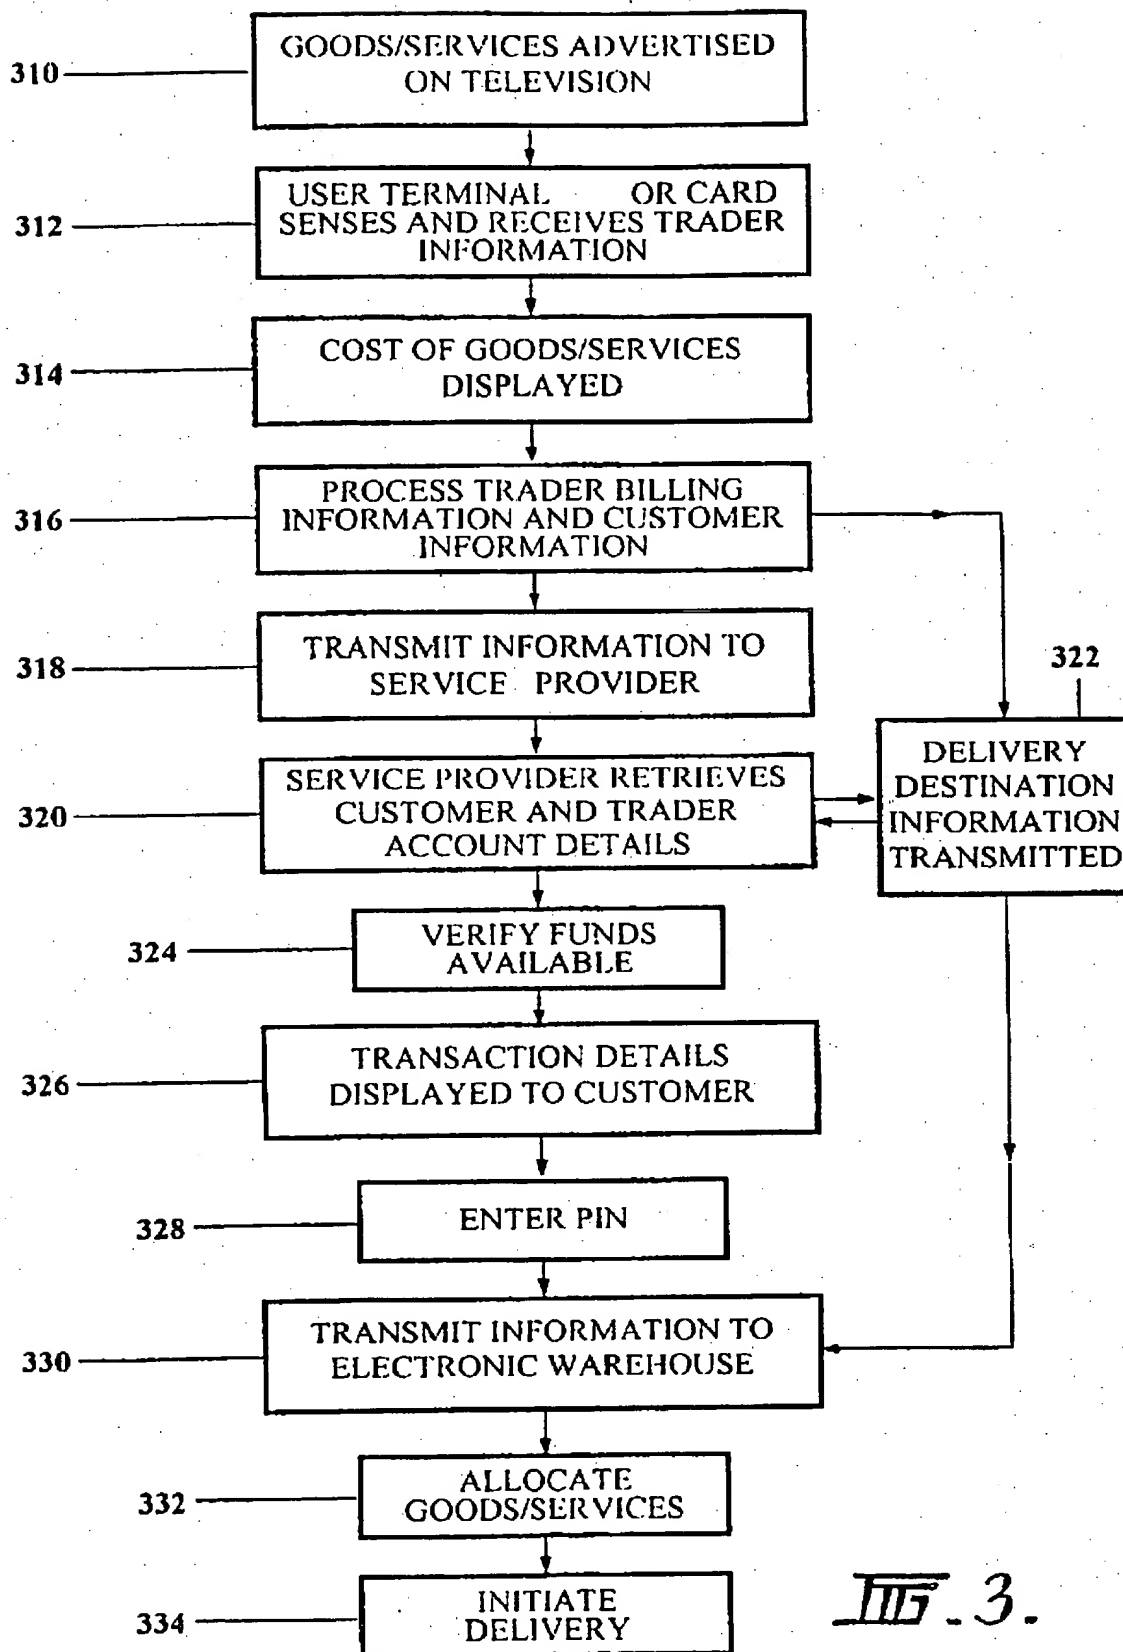 310
GOODS/SERVICES ADVERTISED
ON TELEVISION
312
USER TERMINAL OR CARD
SENSES AND RECEIVES TRADER
INFORMATION
314
COST OF GOODS/SERVICES
DISPLAYED
316
PROCESS TRADER BILLING
INFORMATION AND CUSTOMER
INFORMATION
318
TRANSMIT INFORMATION TO
SERVICE PROVIDER
322
DELIVERY
DESTINATION
INFORMATION
TRANSMITTED
320
SERVICE PROVIDER RETRIEVES
CUSTOMER AND TRADER
ACCOUNT DETAILS
324
VERIFY FUNDS
AVAILABLE
326
TRANSACTION DETAILS
DISPLAYED TO CUSTOMER
328
ENTER PIN
330
TRANSMIT INFORMATION TO
ELECTRONIC WAREHOUSE
332
ALLOCATE
GOODS/SERVICES
334
INITIATE
DELIVERY
FIG. 3.